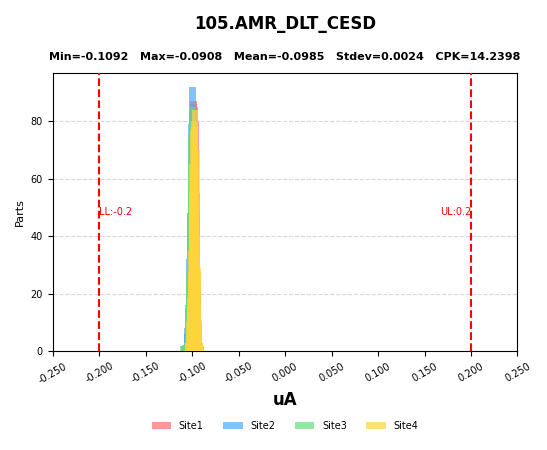 105.AMR_DLT_CESD
Min=-0.1092 Max=-0.0908 Mean=-0.0985 Stdev=0.0024 CPK=14.2398
80
60
LL:-0.2 UL:0.2
Parts
40
20
0
-0.250 -0.200 -0.150 -0.100 -0.050 0.000 0.050 0.100 0.150 0.200 0.250
uA
Site1 Site2 Site3 Site4